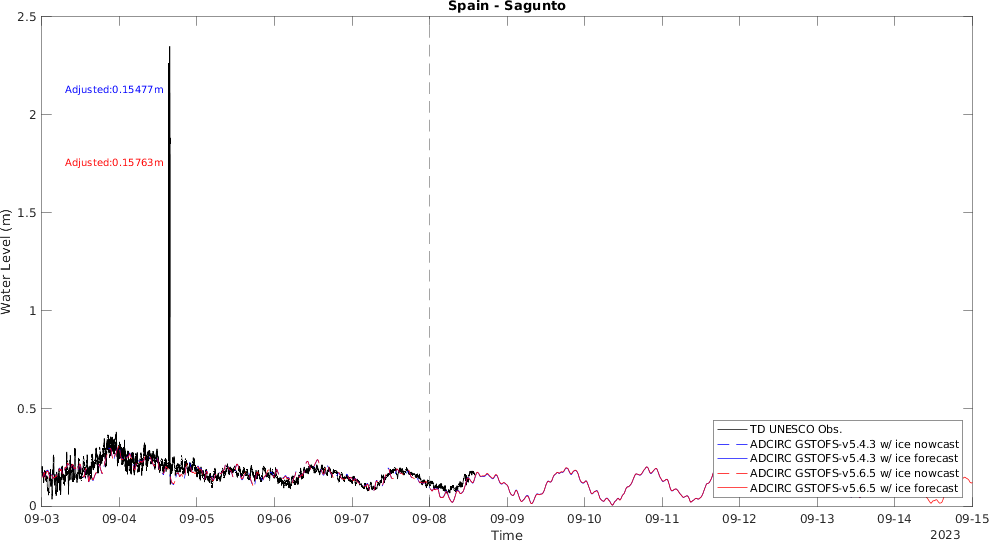 Spain - Sagunto
2.5
2
1.5
1
0.5
0
Water Level (m)
Adjusted:0.15477m
Adjusted:0.15763m
TD UNESCO Obs.
ADCIRC GSTOFS-v5.4.3 w/ ice nowcast
ADCIRC GSTOFS-v5.4.3 w/ ice forecast
ADCIRC GSTOFS-v5.6.5 w/ ice nowcast
ADCIRC GSTOFS-v5.6.5 w/ ice forecast
09-03 09-04 09-05 09-06 09-07 09-08 09-09 09-10 09-11 09-12 09-13 09-14 09-15
Time
2023